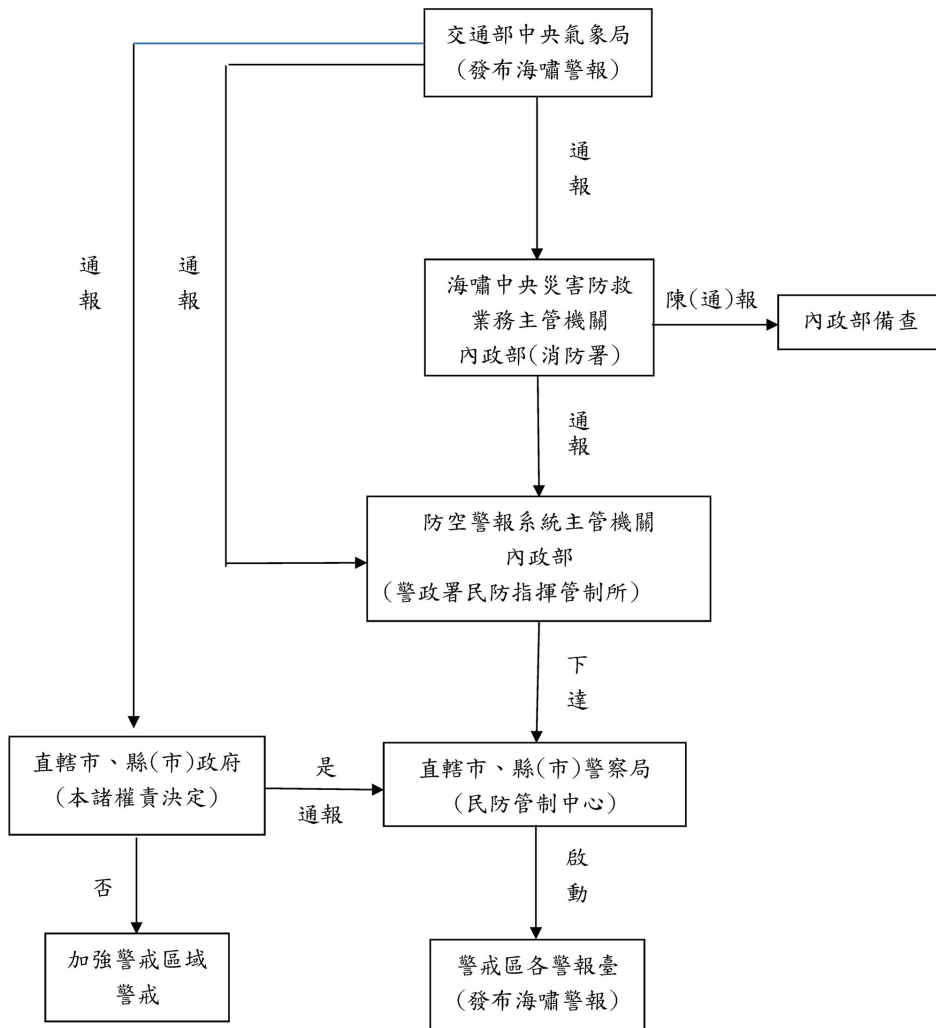 交通部中央氣象局
(發布海嘯警報)
通
報
通
報
通
報
海嘯中央災害防救
業務主管機關
內政部(消防署)
陳(通)報
內政部備查
通
報
防空警報系統主管機關
內政部
(警政署民防指揮管制所)
下
達
直轄市、縣(市)政府
(本諸權責決定)
是
通報
直轄市、縣(市)警察局
(民防管制中心)
否
啟
動
加強警戒區域
警戒
警戒區各警報臺
(發布海嘯警報)